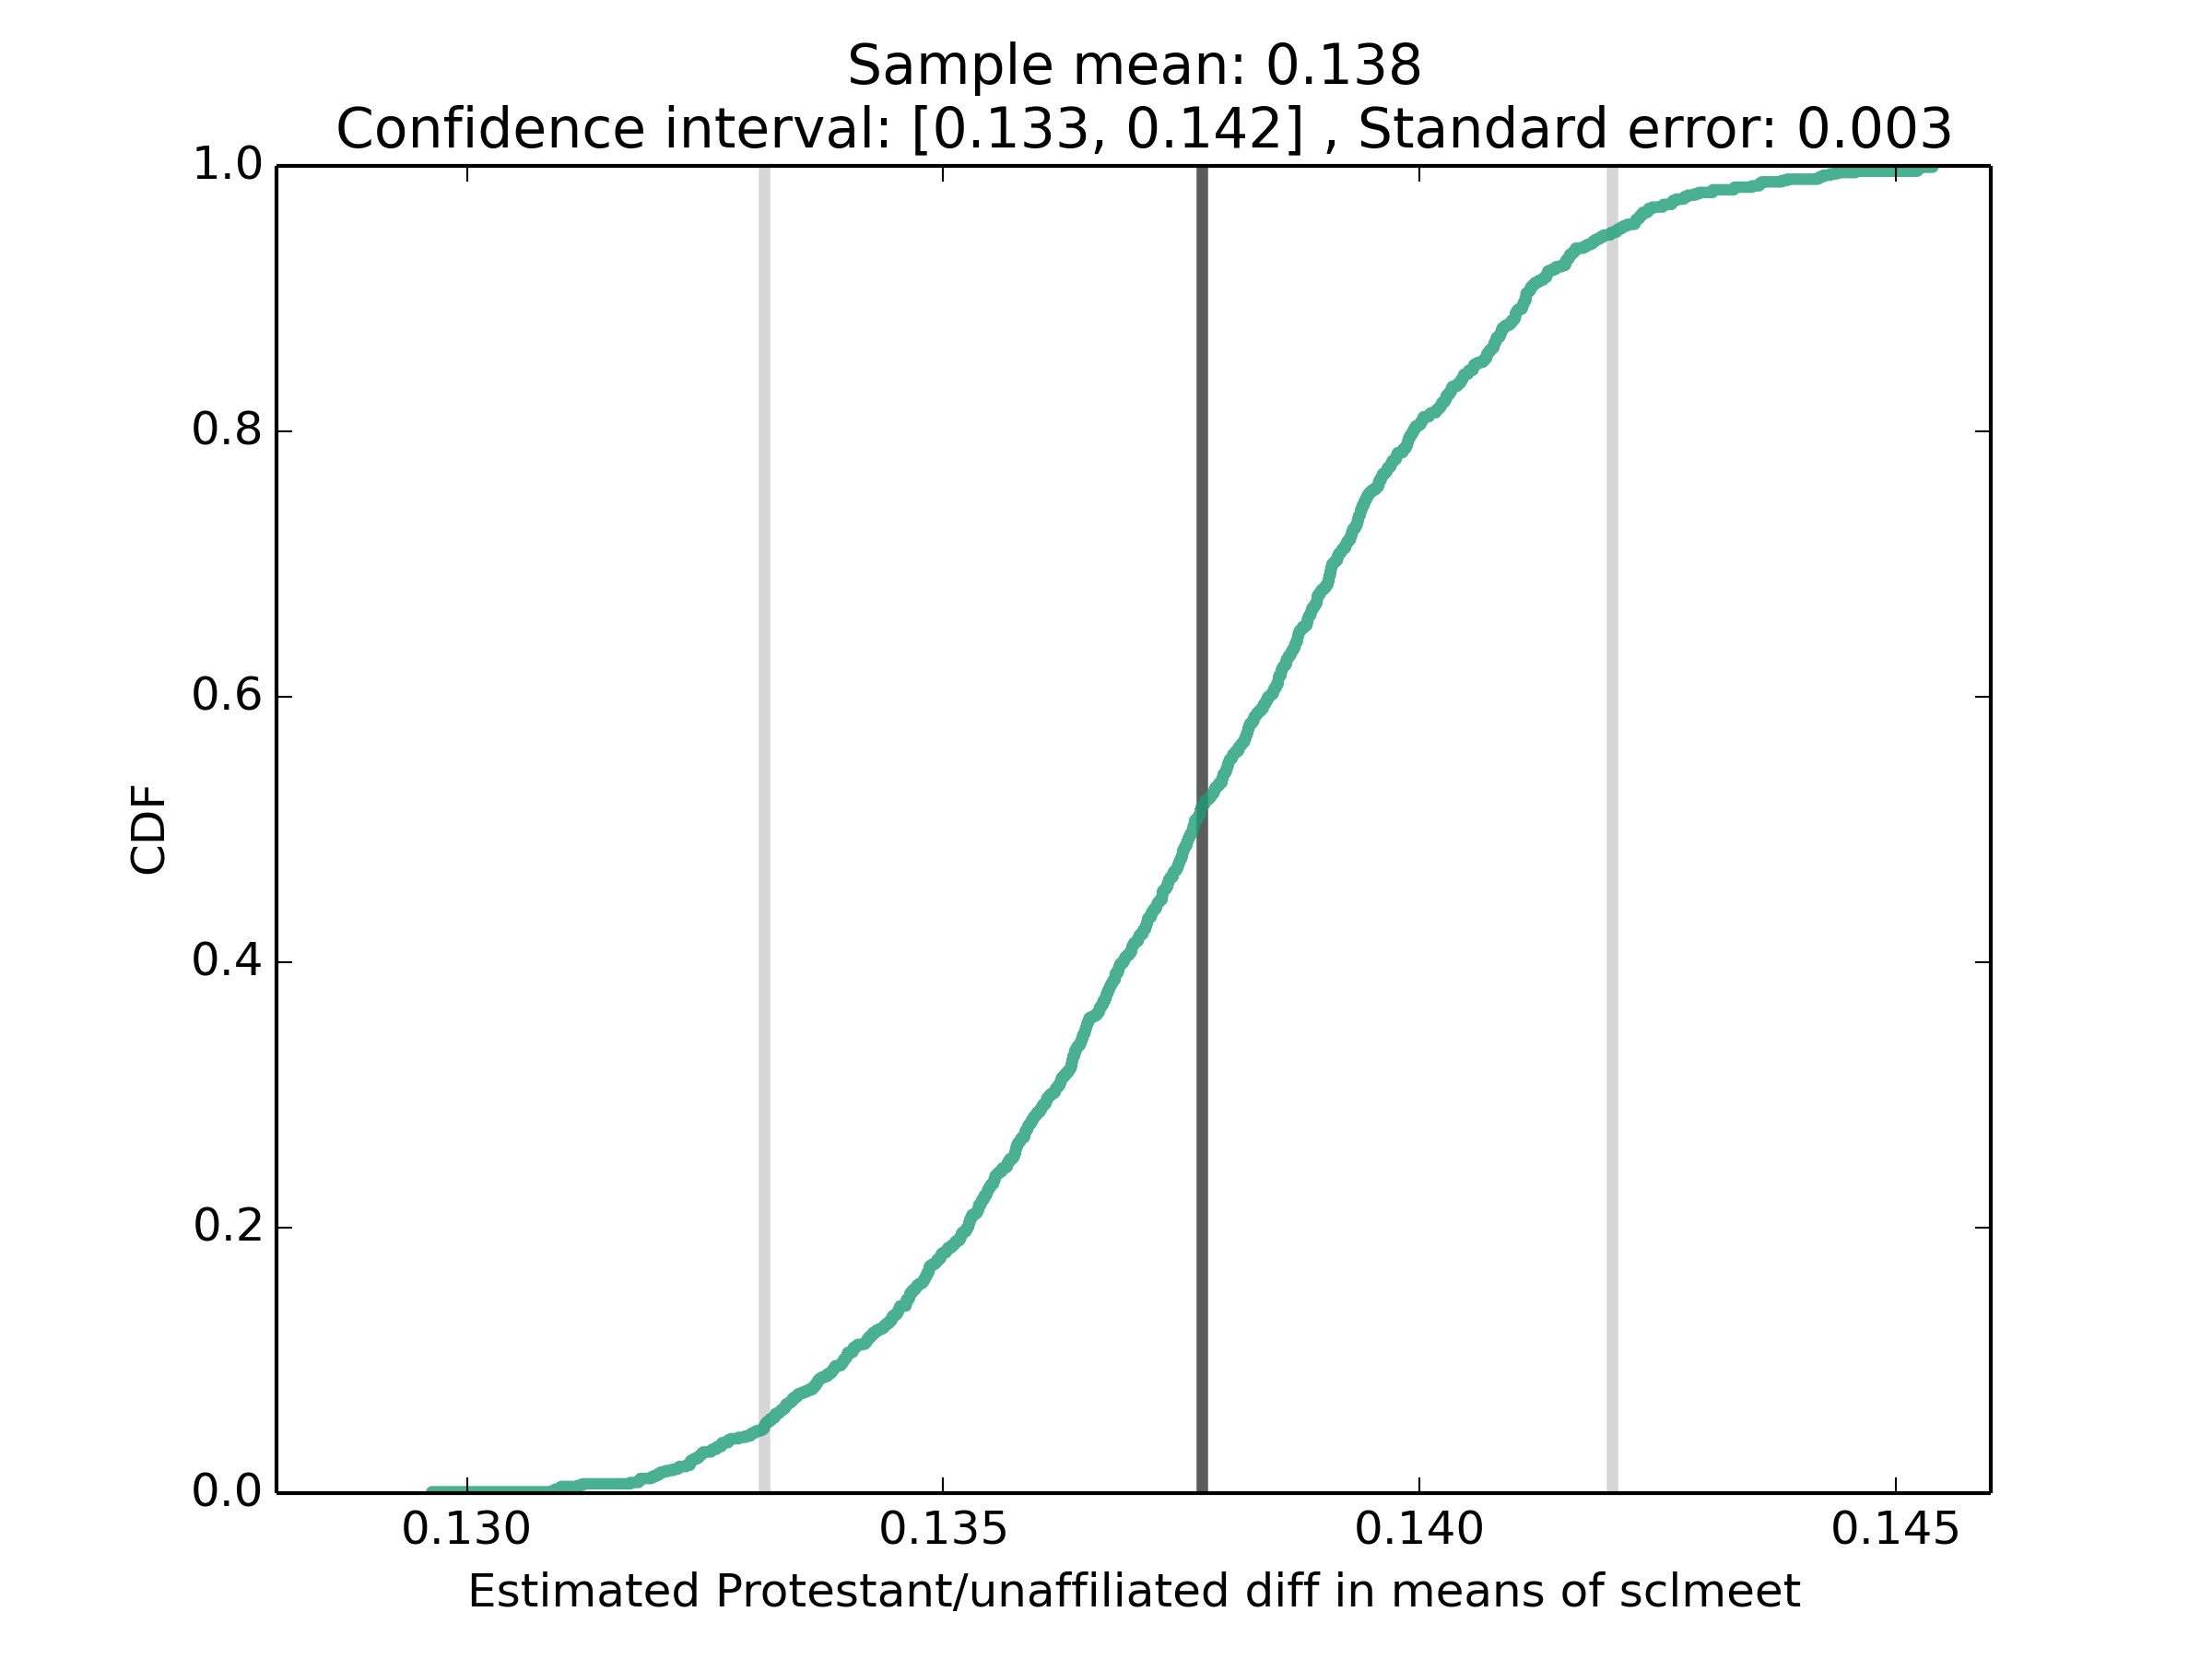 Sample mean: 0.138
Confidence interval: [0.133, 0.142] , Standard error: 0.003
1.0
0.8
0.6
0.4
0.2
0.0
CDF
0.130 0.135 0.140 0.145
Estimated Protestant/unaffiliated diff in means of sclmeet